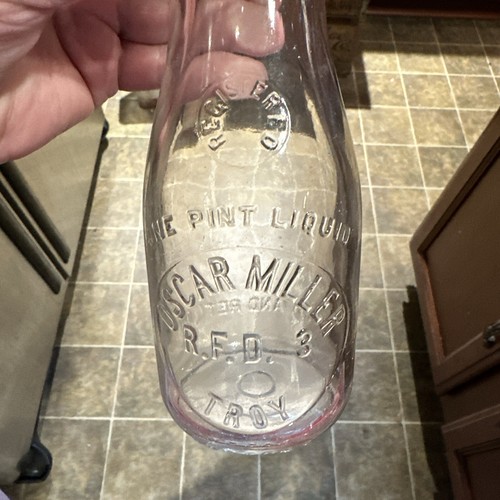 REGISTERED
ONE PINT LIQUID
OSCAR MILLER
R.F.D. 3
TROY